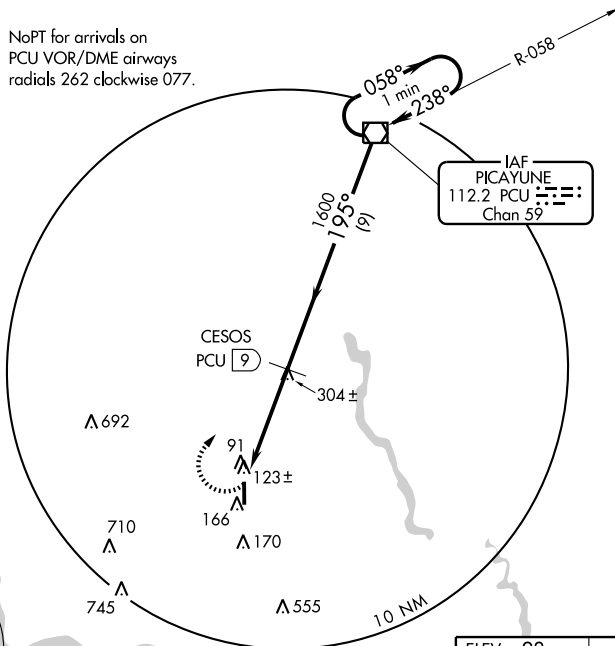 NoPT for arrivals on
PCU VOR/DME airways
radials 262 clockwise 077.
R-058
058°
1 min
238°
IAF
PICAYUNE
112.2 PCU
Chan 59
1600
195°
(9)
CESOS
PCU 9
304±
692
91
123±
166
710
170
745
555
10 NM